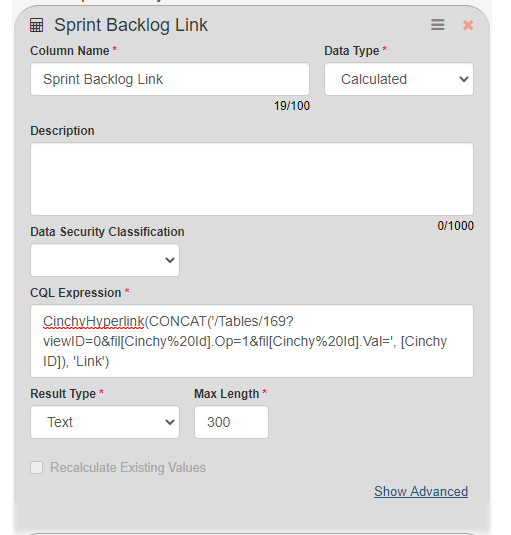 Sprint Backlog Link
Column Name *
Data Type *
Sprint Backlog Link
Calculated
19/100
Description
0/1000
Data Security Classification
CQL Expression *
CinchyHyperlink(CONCAT('/Tables/169?
viewID=0&fil[Cinchy%20Id].Op=1&fil[Cinchy%20Id].Val=', [Cinchy
ID]), 'Link')
Result Type *
Max Length *
Text
300
Recalculate Existing Values
Show Advanced